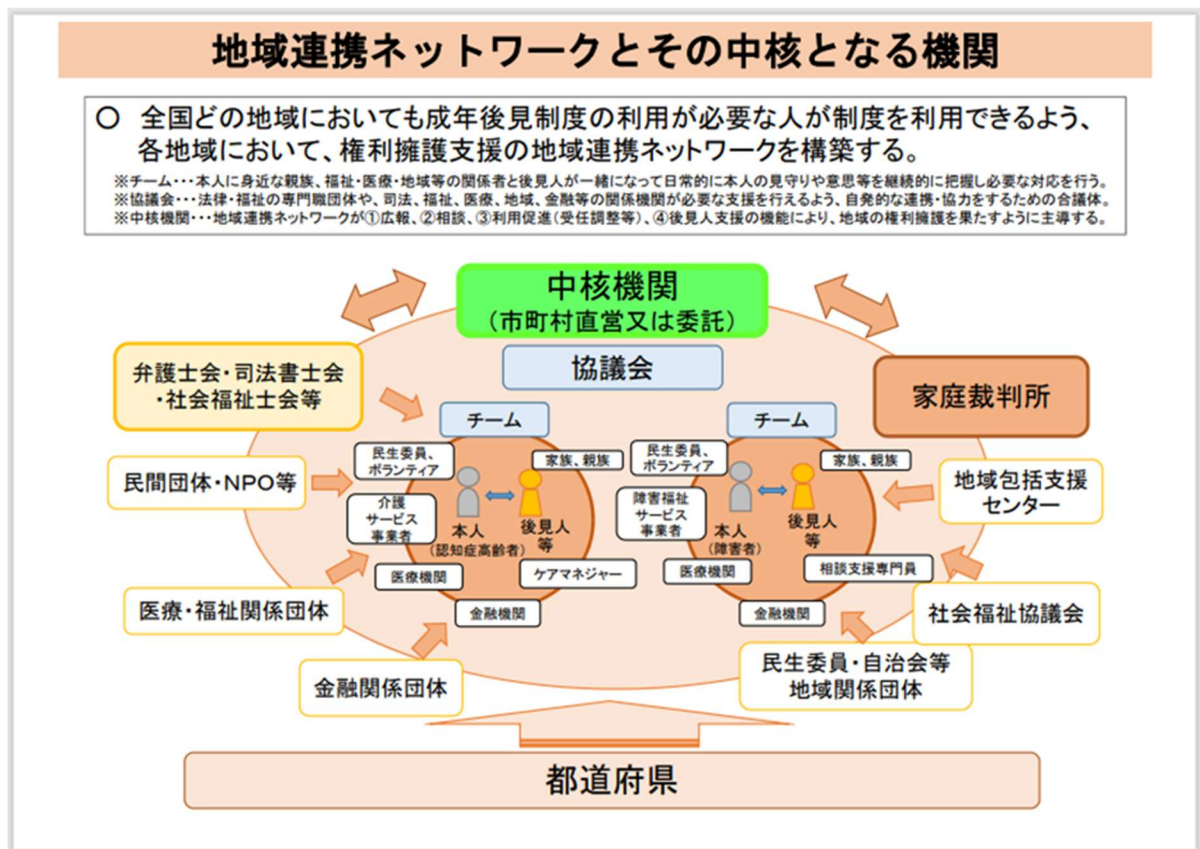 地域連携ネットワークとその中核となる機関
○ 全国どの地域においても成年後見制度の利用が必要な人が制度を利用できるよう、
各地域において、権利擁護支援の地域連携ネットワークを構築する。
※チーム･･･本人に身近な親族、福祉・医療・地域等の関係者と後見人が一緒になって日常的に本人の見守りや意思等を継続的に把握し必要な対応を行う。
※協議会･･･法律・福祉の専門職団体や、司法、福祉、医療、地域、金融等の関係機関が必要な支援を行えるよう、自発的な連携・協力をするための合議体。
※中核機関･･･地域連携ネットワークが①広報、②相談、③利用促進(受任調整等)、④後見人支援の機能により、地域の権利擁護を果たすように主導する。
中核機関
（市町村直営又は委託）
協議会
弁護士会・司法書士会
・社会福祉士会等
家庭裁判所
チーム
民生委員、
ボランティア
家族、親族
介護
サービス
事業者
本人
(認知症高齢者)
後見人
等
医療機関
ケアマネジャー
金融機関
チーム
民生委員、
ボランティア
家族、親族
障害福祉
サービス
事業者
本人
(障害者)
後見人
等
医療機関
相談支援専門員
金融機関
民間団体・NPO等
地域包括支援
センター
医療・福祉関係団体
社会福祉協議会
金融関係団体
民生委員・自治会等
地域関係団体
都道府県